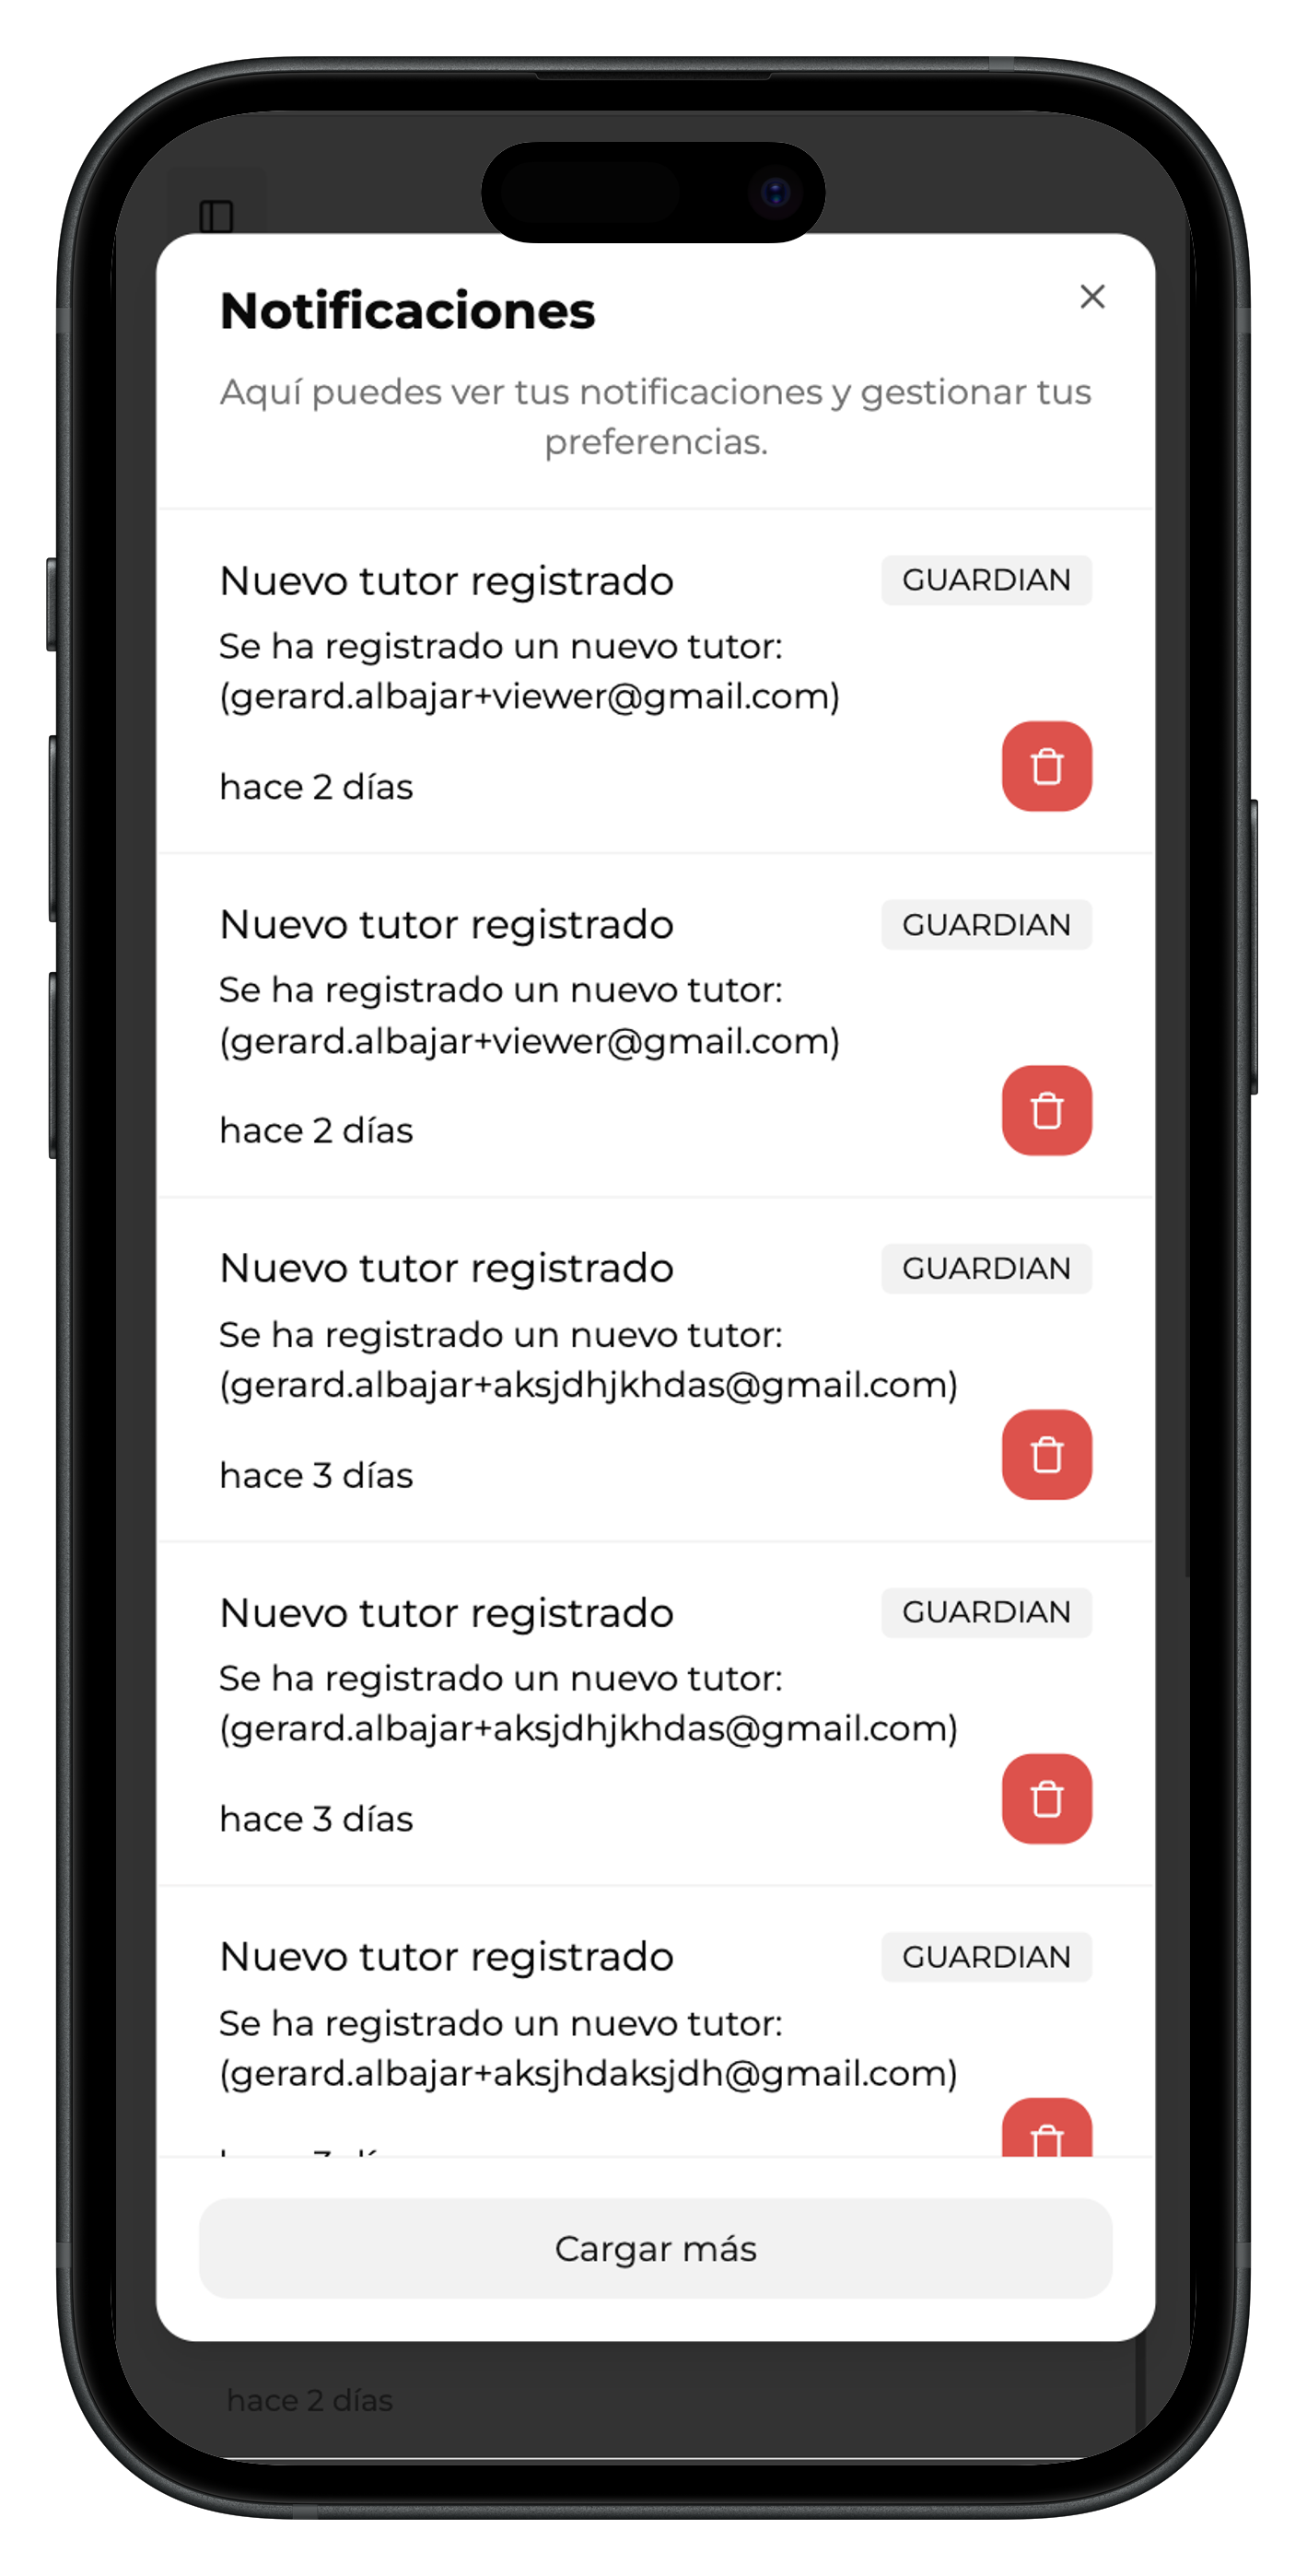 Notificaciones
Aquí puedes ver tus notificaciones y gestionar tus
preferencias.
Nuevo tutor registrado GUARDIAN
Se ha registrado un nuevo tutor:
(gerard.albajar+viewer@gmail.com)
hace 2 días
Nuevo tutor registrado GUARDIAN
Se ha registrado un nuevo tutor:
(gerard.albajar+viewer@gmail.com)
hace 2 días
Nuevo tutor registrado GUARDIAN
Se ha registrado un nuevo tutor:
(gerard.albajar+aksjdhjkhdas@gmail.com)
hace 3 días
Nuevo tutor registrado GUARDIAN
Se ha registrado un nuevo tutor:
(gerard.albajar+aksjdhjkhdas@gmail.com)
hace 3 días
Nuevo tutor registrado GUARDIAN
Se ha registrado un nuevo tutor:
(gerard.albajar+aksjhdaksjdh@gmail.com)
Cargar más
hace 2 días